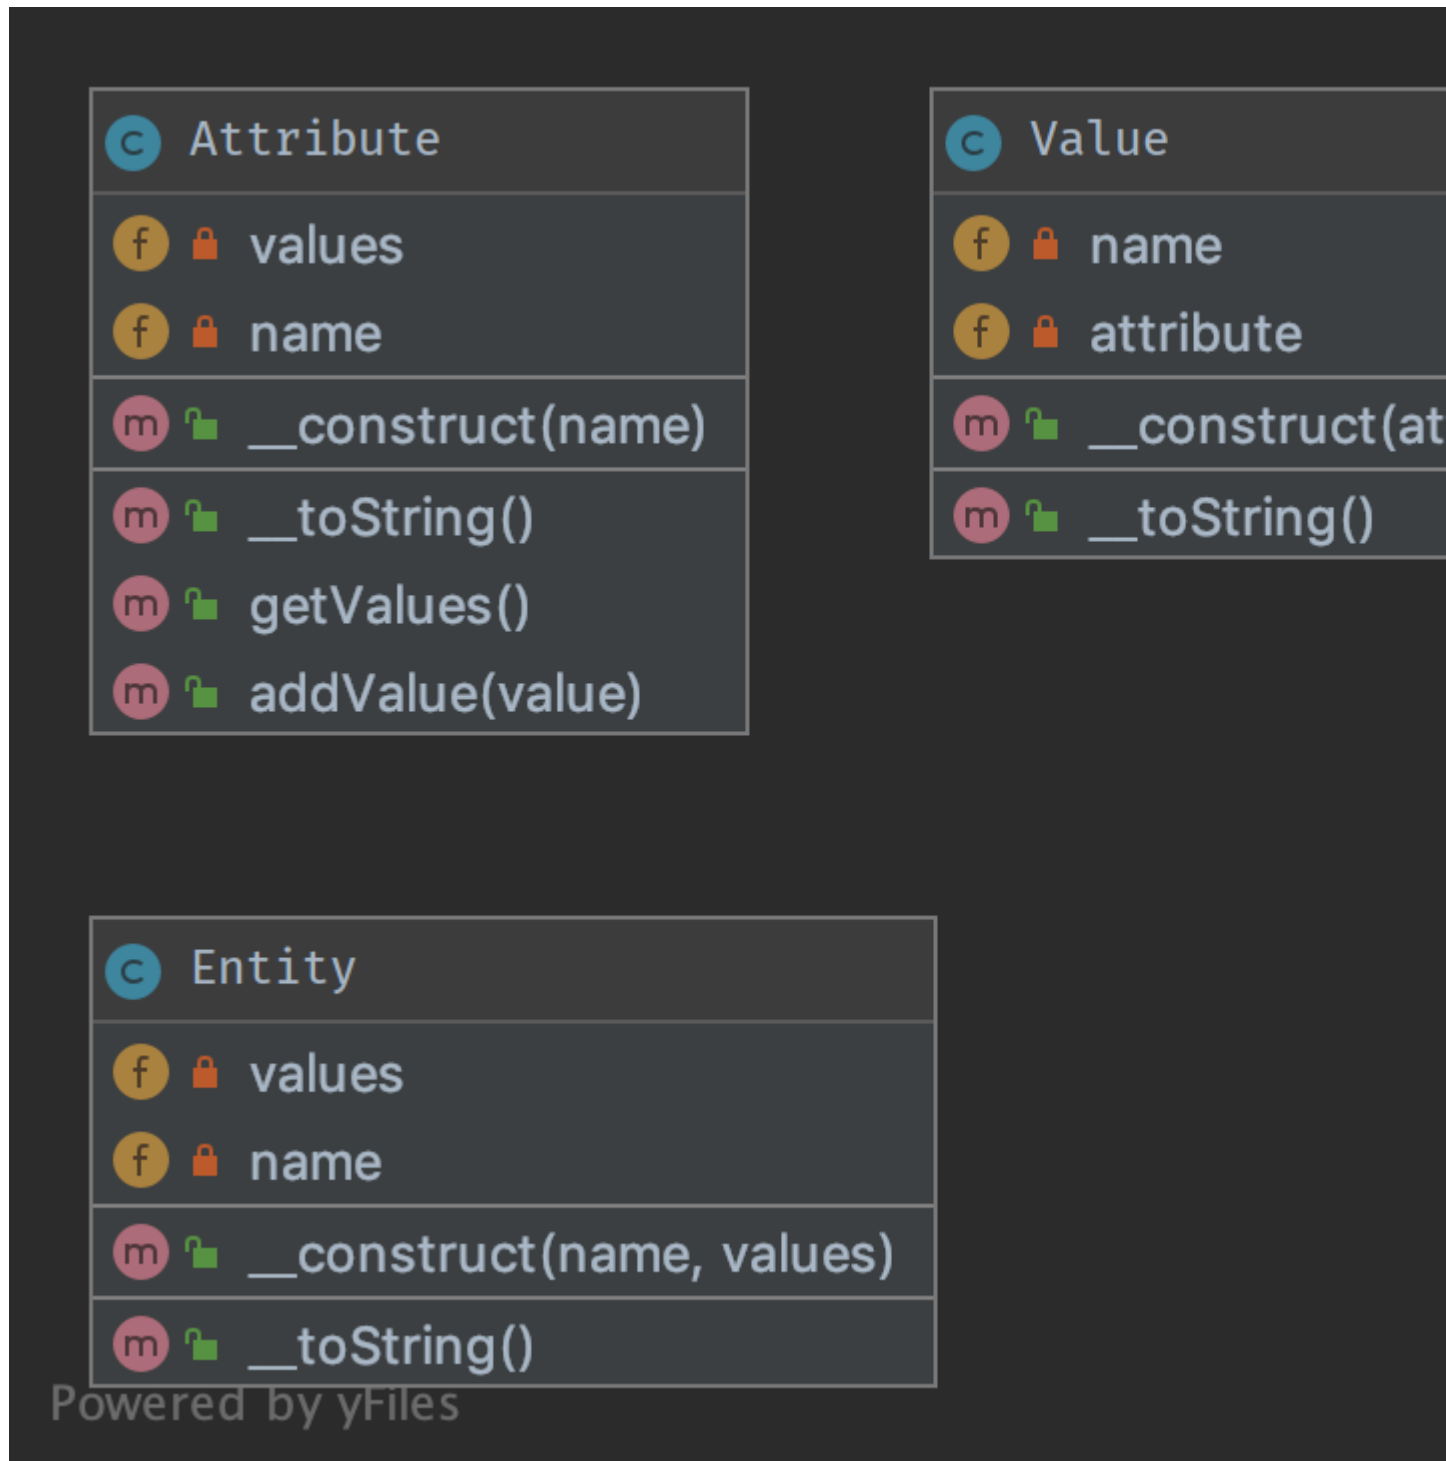 Attribute
values
name
__construct(name)
__toString()
getValues()
addValue(value)
Value
name
attribute
__construct(at
__toString()
Entity
values
name
__construct(name, values)
__toString()
Powered by yFiles